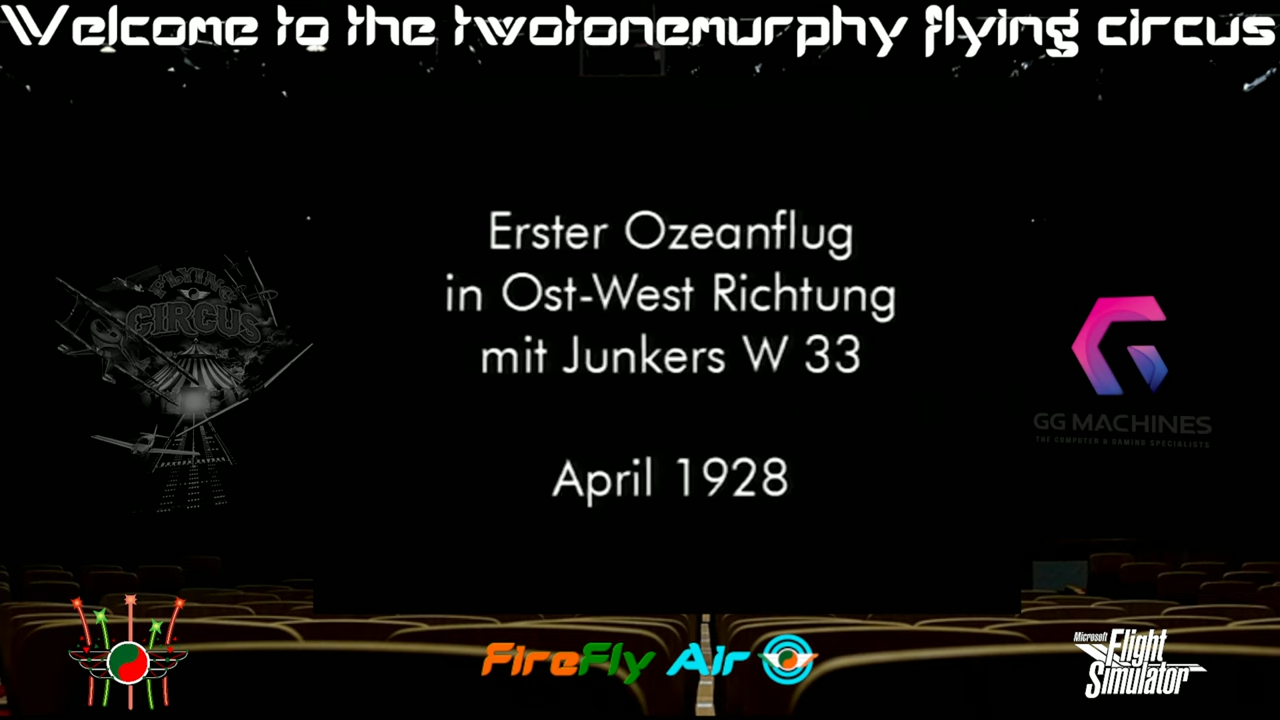 Welcome to the twotonemurphy flying circus
Erster Ozeanflug
in Ost-West Richtung
mit Junkers W 33
April 1928
FLYING
CIRCUS
GG MACHINES
THE COMPUTER & GAMING SPECIALISTS
FireFly Air
Microsoft
Flight
Simulator